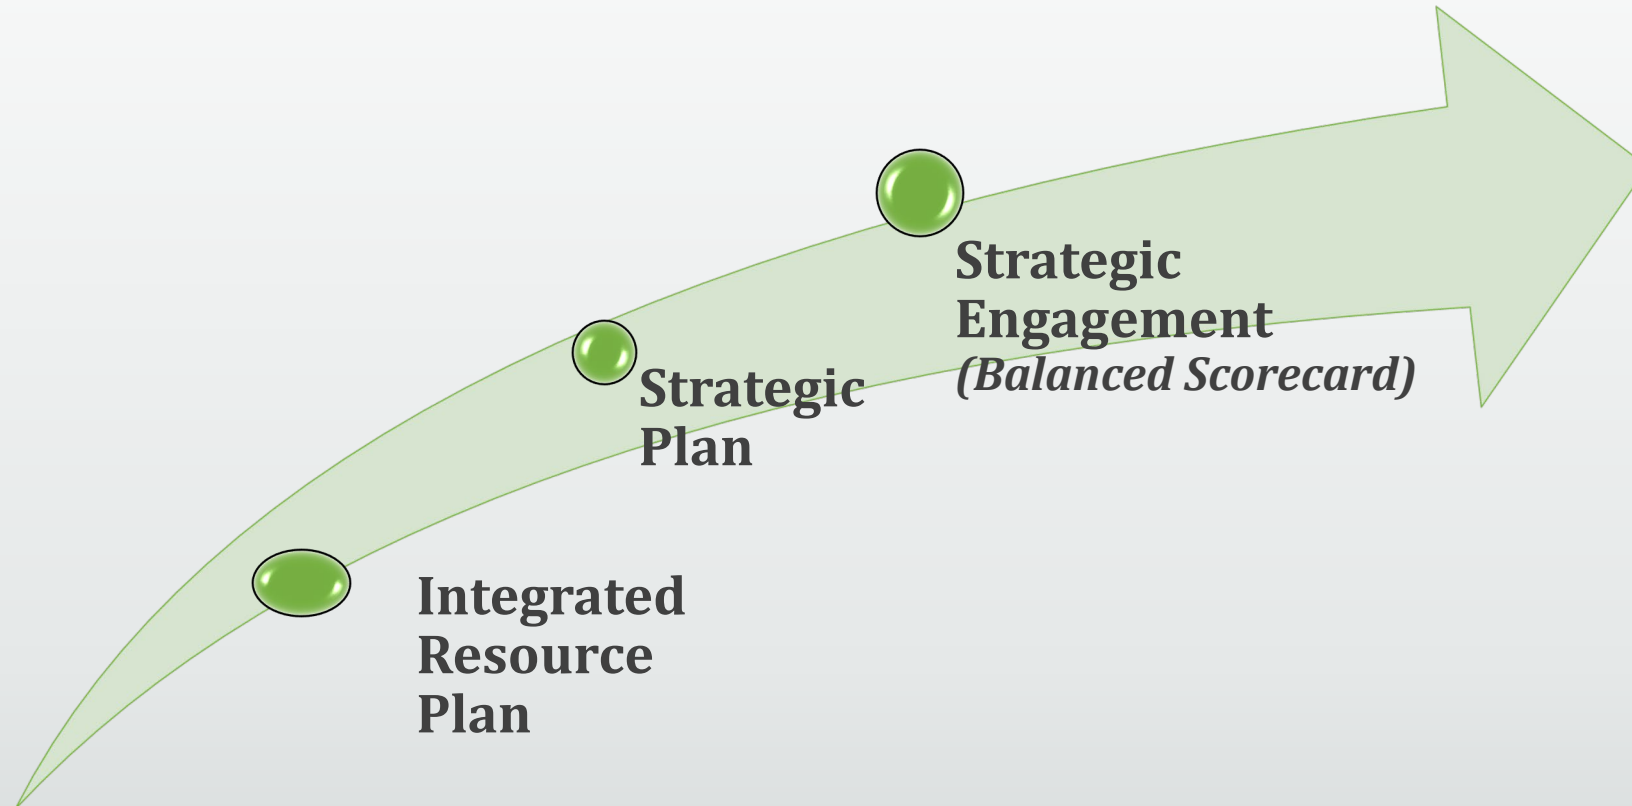 Strategic
Engagement
(Balanced Scorecard)
Strategic
Plan
Integrated
Resource
Plan